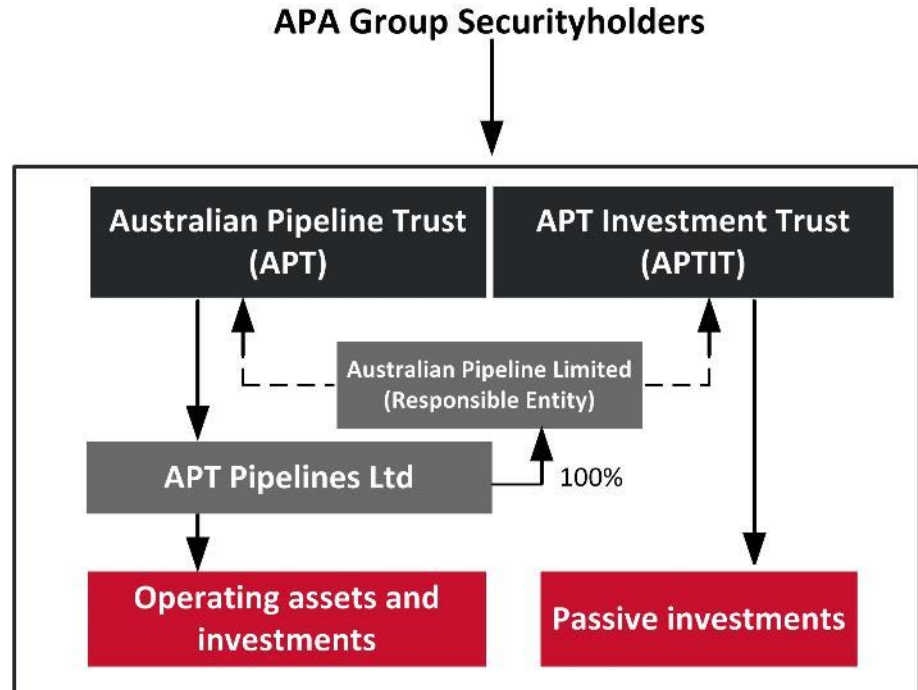 APA Group Securityholders
Australian Pipeline Trust
(APT)
APT Investment Trust
(APTIT)
Australian Pipeline Limited
(Responsible Entity)
APT Pipelines Ltd
100%
Operating assets and
investments
Passive investments